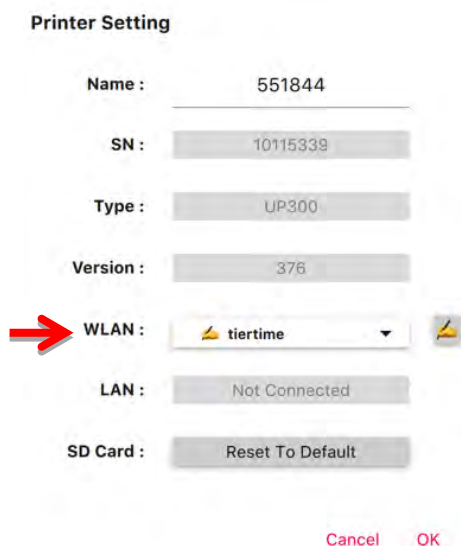 Printer Setting
Name : 551844
SN : 10115339
Type : UP300
Version : 376
WLAN : ✍ tiertime ✍
LAN : Not Connected
SD Card : Reset To Default
Cancel OK